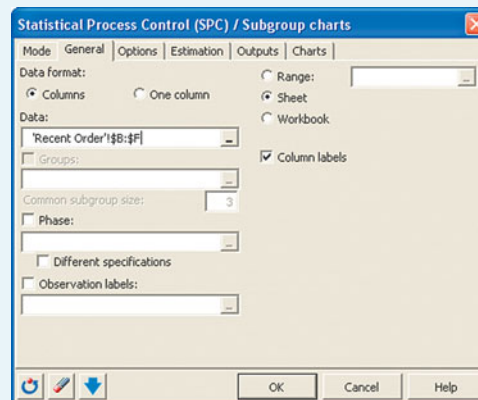 Statistical Process Control (SPC) / Subgroup charts
Mode General Options Estimation Outputs Charts
Data format:
Columns One column
Data:
'Recent Order'!$B:$F
Groups:
Common subgroup size: 3
Phase:
Different specifications
Observation labels:
Range:
Sheet
Workbook
Column labels
OK Cancel Help